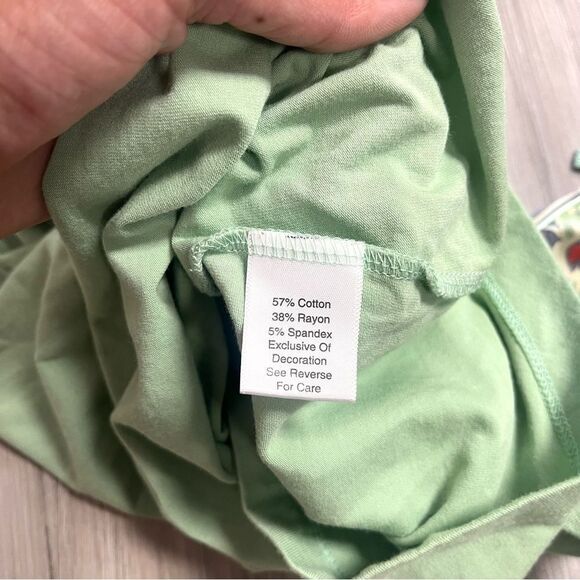 57% Cotton
38% Rayon
5% Spandex
Exclusive Of
Decoration
See Reverse
For Care